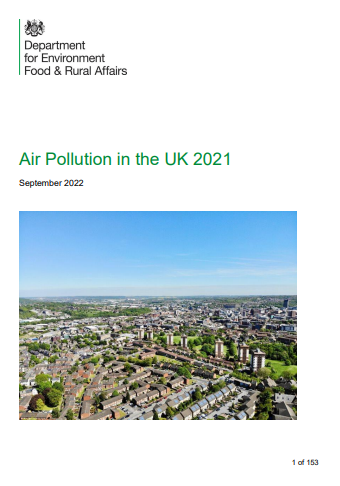 Department
for Environment
Food & Rural Affairs
Air Pollution in the UK 2021
September 2022
1 of 153